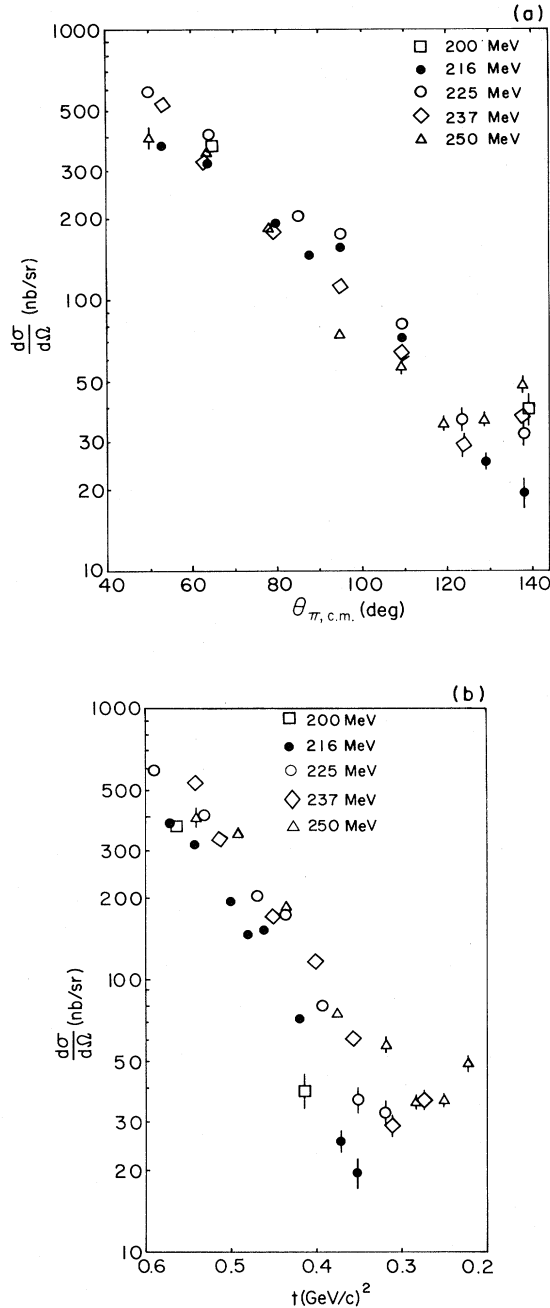 (a)
1000
500
300
200
100
50
30
20
10
dσ/dΩ (nb/sr)
200 MeV
216 MeV
225 MeV
237 MeV
250 MeV
40 60 80 100 120 140
θπ, c.m. (deg)
(b)
1000
500
300
200
100
50
30
20
10
dσ/dΩ (nb/sr)
200 MeV
216 MeV
225 MeV
237 MeV
250 MeV
0.6 0.5 0.4 0.3 0.2
t(GeV/c)²